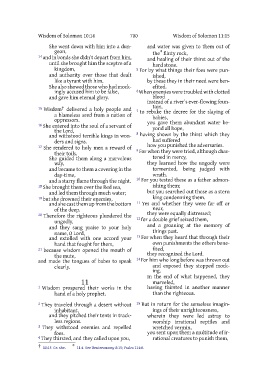 Wisdom of Solomon 10:14 780 Wisdom of Solomon 11:15
She went down with him into a dungeon,
14 and in bonds she didn't depart from him,
until she brought him the sceptre of a kingdom,
and authority over those that dealt like a tyrant with him.
She also showed those who had mockingly accused him to be false,
and gave him eternal glory.
15 Wisdom delivered a holy people and a blameless seed from a nation of oppressors.
16 She entered into the soul of a servant of the Lord,
and withstood terrible kings in wonders and signs.
17 She rendered to holy men a reward of their toils.
She guided them along a marvelous way,
and became to them a covering in the day-time,
and a starry flame through the night.
18 She brought them over the Red sea,
and led them through much water;
19 but she drowned their enemies,
and she cast them up from the bottom of the deep.
20 Therefore the righteous plundered the ungodly,
and they sang praise to your holy name, O Lord,
and extolled with one accord your hand that fought for them,
21 because wisdom opened the mouth of the mute,
and made the tongues of babes to speak clearly.
11
1 Wisdom prospered their works in the hand of a holy prophet.
2 They traveled through a desert without inhabitant,
and they pitched their tents in trackless regions.
3 They withstood enemies and repelled foes.
4 They thirsted, and they called upon you,
and water was given to them out of the flinty rock,
and healing of their thirst out of the hard stone.
5 For by what things their foes were punished,
by these they in their need were benefited.
6 When enemies were troubled with clotted blood
instead of a river's ever-flowing fountain,
7 to rebuke the decree for the slaying of babies,
you gave them abundant water beyond all hope,
8 having shown by the thirst which they had suffered
how you punished the adversaries.
9 For when they were tried, although chastened in mercy,
they learned how the ungodly were tormented, being judged with wrath.
10 For you tested these as a father admonishing them;
but you searched out those as a stern king condemning them.
11 Yes and whether they were far off or near,
they were equally distressed;
12 for a double grief seized them,
and a groaning at the memory of things past.
13 For when they heard that through their own punishments the others benefited,
they recognized the Lord.
14 For him who long before was thrown out and exposed they stopped mocking.
In the end of what happened, they marveled,
having thirsted in another manner than the righteous.
15 But in return for the senseless imaginings of their unrighteousness,
wherein they were led astray to worship irrational reptiles and wretched vermin,
you sent upon them a multitude of irrational creatures to punish them,